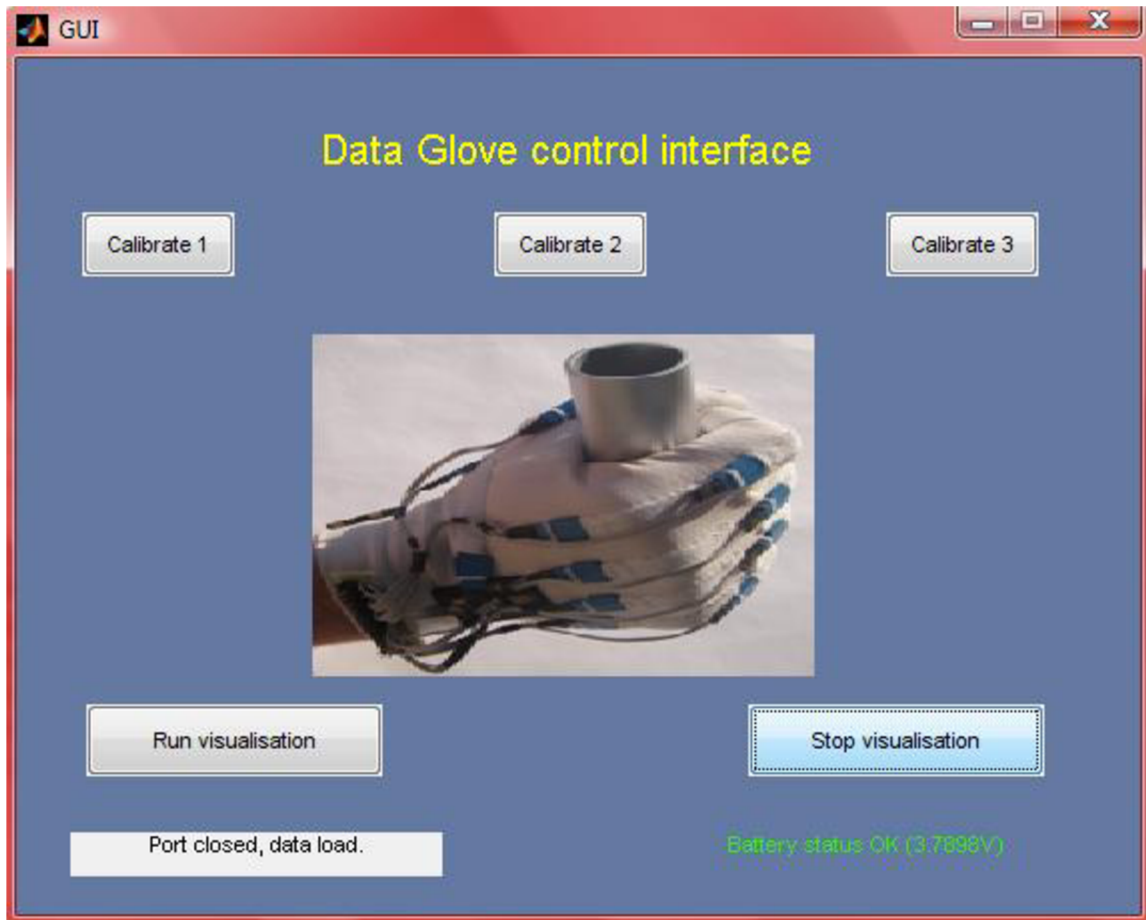 GUI
Data Glove control interface
Calibrate 1
Calibrate 2
Calibrate 3
Run visualisation
Stop visualisation
Port closed, data load.
Battery status OK (3.7898V)